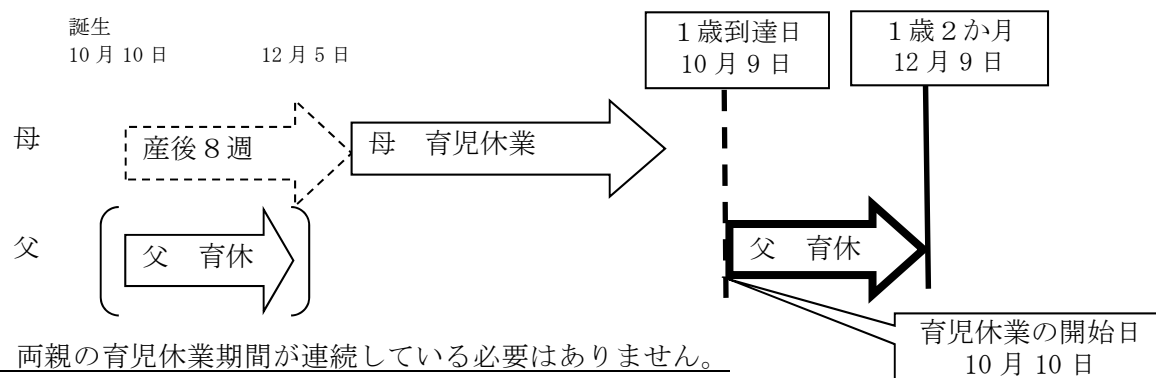 誕生
10月10日 12月5日
１歳到達日
10月9日
１歳２か月
12月9日
母
産後８週
母 育児休業
父
父 育休
父 育休
育児休業の開始日
10月10日
両親の育児休業期間が連続している必要はありません。